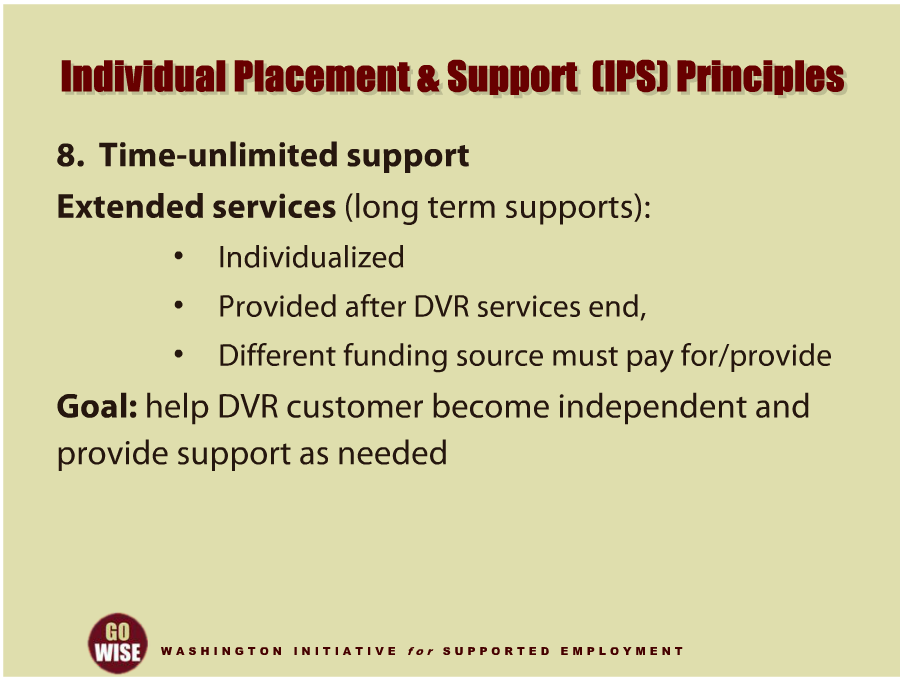 Individual Placement & Support (IPS) Principles
8. Time-unlimited support
Extended services (long term supports):
• Individualized
• Provided after DVR services end,
• Different funding source must pay for/provide
Goal: help DVR customer become independent and
provide support as needed
GO
WISE
WASHINGTON INITIATIVE for SUPPORTED EMPLOYMENT